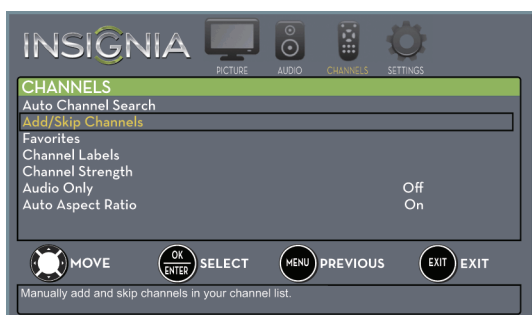 INSIGNIA
PICTURE AUDIO CHANNELS SETTINGS
CHANNELS
Auto Channel Search
Add/Skip Channels
Favorites
Channel Labels
Channel Strength
Audio Only Off
Auto Aspect Ratio On
MOVE OK ENTER SELECT MENU PREVIOUS EXIT EXIT
Manually add and skip channels in your channel list.